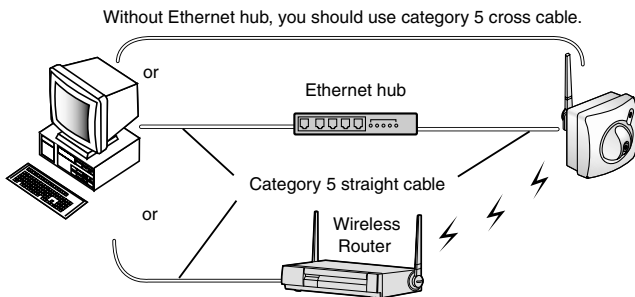 Without Ethernet hub, you should use category 5 cross cable.
or
Ethernet hub
Category 5 straight cable
or
Wireless
Router